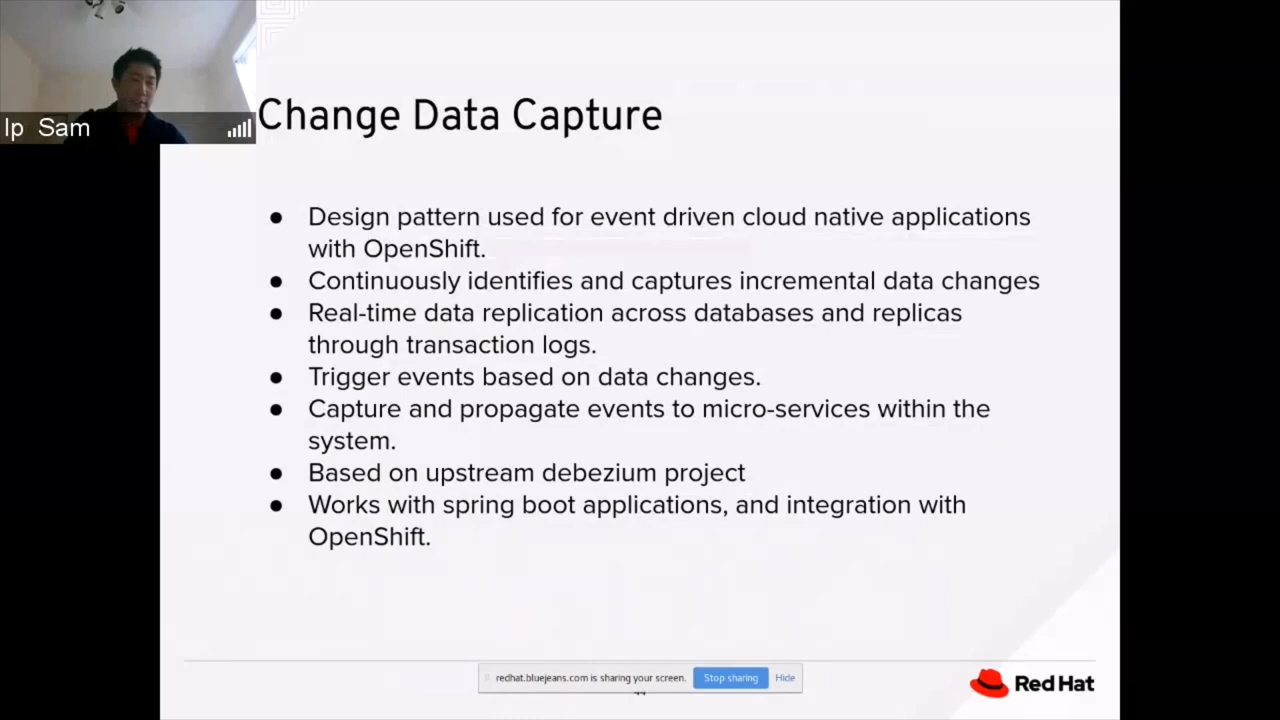 Ip Sam
Change Data Capture
● Design pattern used for event driven cloud native applications
with OpenShift.
● Continuously identifies and captures incremental data changes
● Real-time data replication across databases and replicas
through transaction logs.
● Trigger events based on data changes.
● Capture and propagate events to micro-services within the
system.
● Based on upstream debezium project
● Works with spring boot applications, and integration with
OpenShift.
redhat.bluejeans.com is sharing your screen. Stop sharing Hide
Red Hat